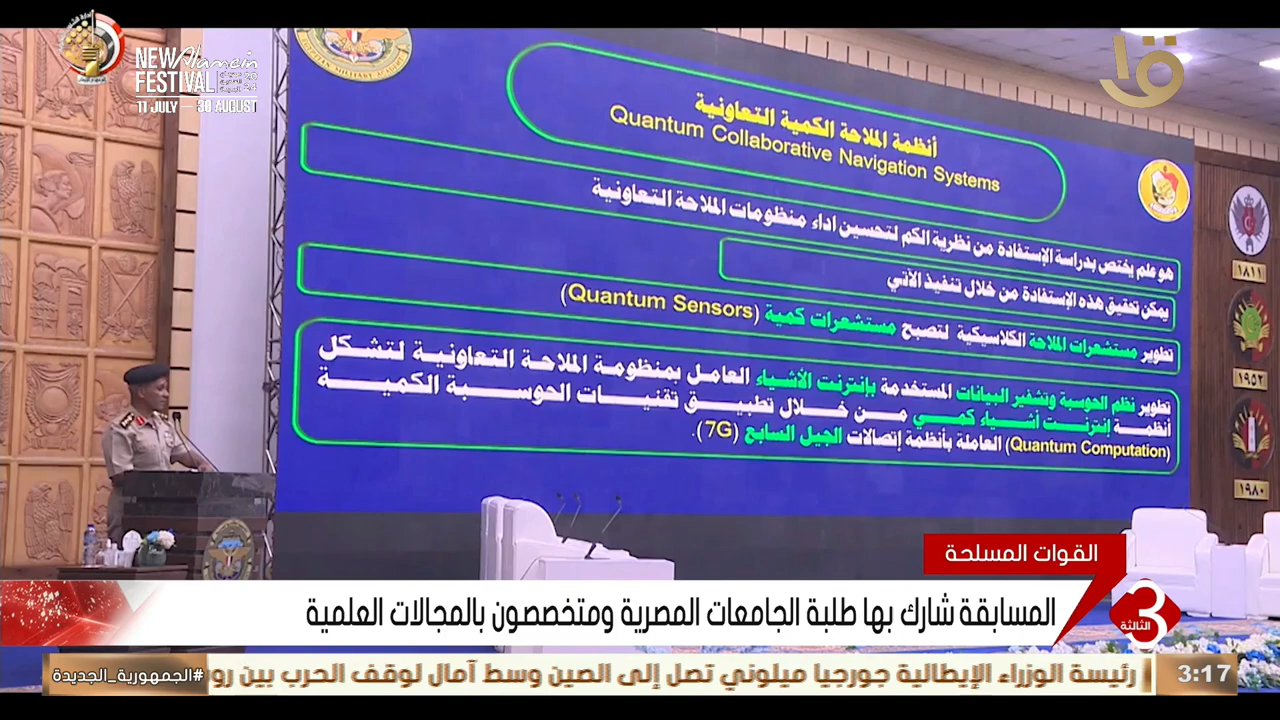 NEW Alamein
FESTIVAL
11 JULY — 30 AUGUST
أنظمة الملاحة الكمية التعاونية
Quantum Collaborative Navigation Systems
هو علم يختص بدراسة الإستفادة من نظرية الكم لتحسين اداء منظومات الملاحة التعاونية
يمكن تحقيق هذه الإستفادة من خلال تنفيذ الآتي
تطوير مستشعرات الملاحة الكلاسيكية لتصبح مستشعرات كمية (Quantum Sensors)
تطوير نظم الحوسبة وتشفير البيانات المستخدمة بإنترنت الأشياء العامل بمنظومة الملاحة التعاونية لتشكل
أنظمة إنترنت أشياء كمي من خلال تطبيق تقنيات الحوسبة الكمية
(Quantum Computation) العاملة بأنظمة إتصالات الجيل السابع (7G).
١٨١١
١٩٥٢
١٩٨٠
القوات المسلحة
المسابقة شارك بها طلبة الجامعات المصرية ومتخصصون بالمجالات العلمية
3
الثالثة
3:17
رئيسة الوزراء الإيطالية جورجيا ميلوني تصل إلى الصين وسط آمال لوقف الحرب بين
#الجمهورية_الجديدة